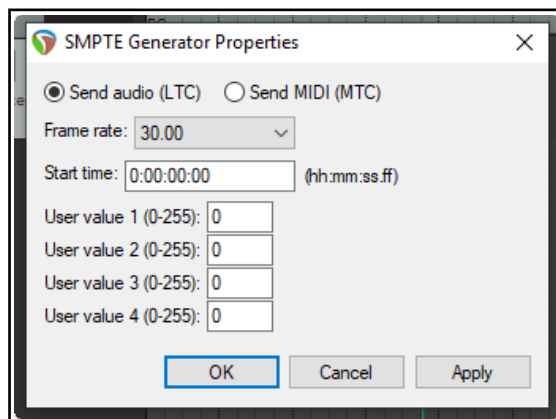 SMPTE Generator Properties
Send audio (LTC) Send MIDI (MTC)
Frame rate: 30.00
Start time: 0:00:00:00 (hh:mm:ss.ff)
User value 1 (0-255): 0
User value 2 (0-255): 0
User value 3 (0-255): 0
User value 4 (0-255): 0
OK Cancel Apply